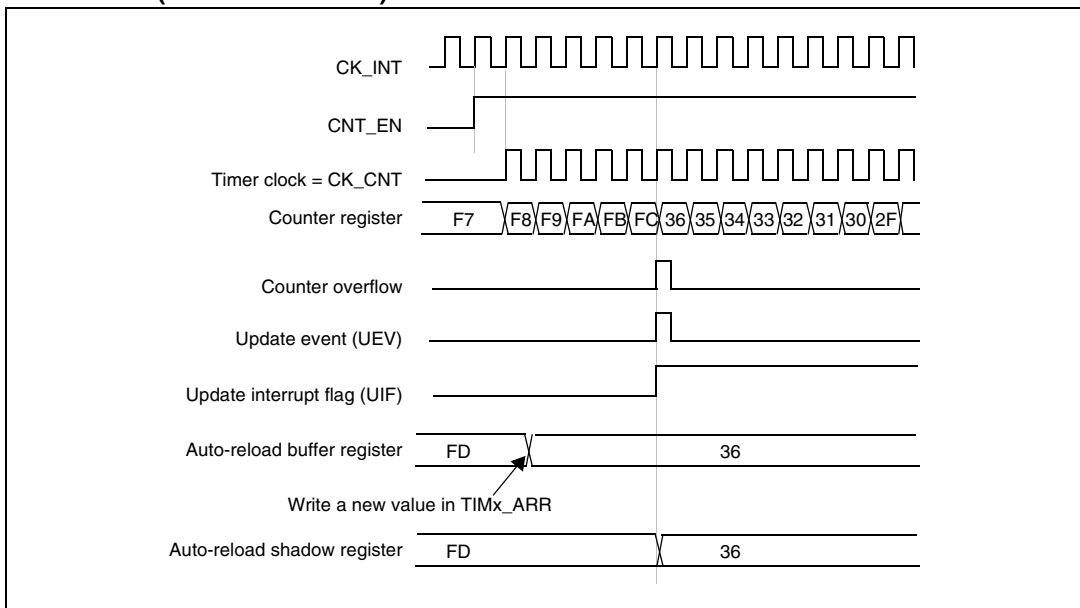 CK_INT
CNT_EN
Timer clock = CK_CNT
Counter register F7 F8 F9 FA FB FC 36 35 34 33 32 31 30 2F
Counter overflow
Update event (UEV)
Update interrupt flag (UIF)
Auto-reload buffer register FD 36
Write a new value in TIMx_ARR
Auto-reload shadow register FD 36